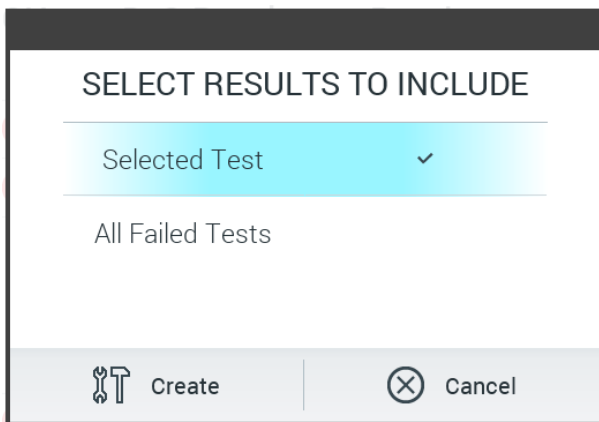 SELECT RESULTS TO INCLUDE
Selected Test
All Failed Tests
Create
Cancel